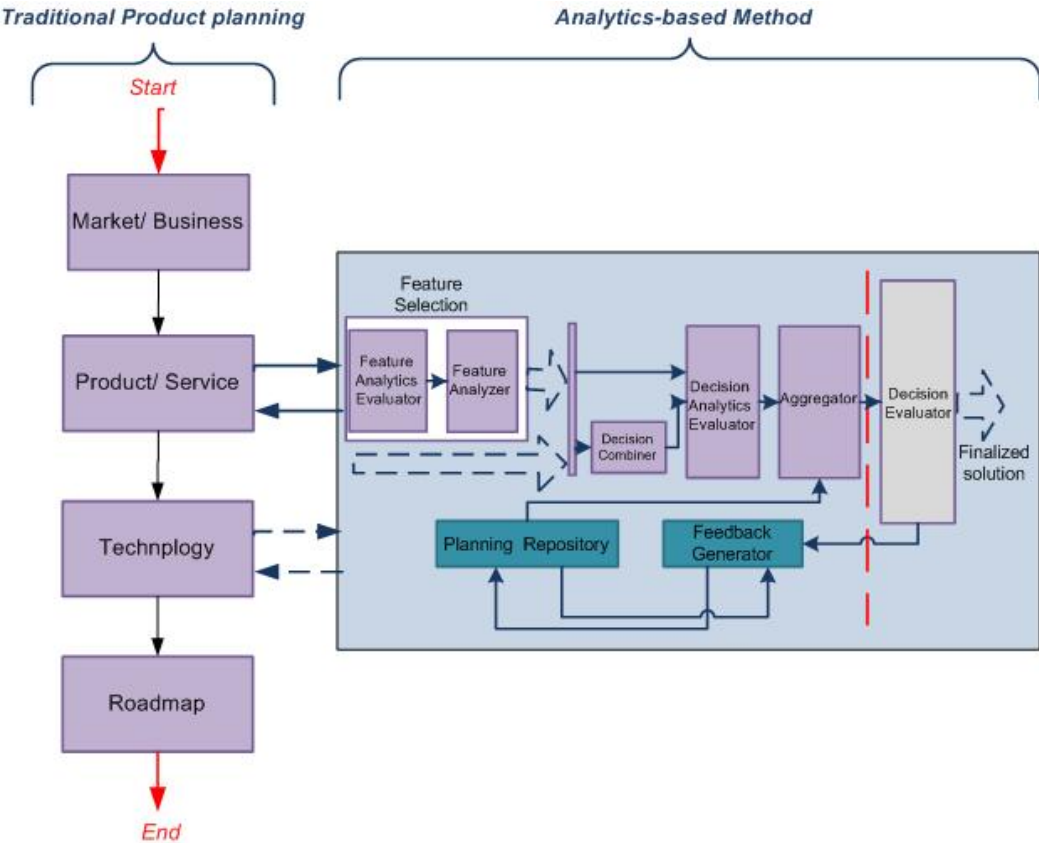 Traditional Product planning
Analytics-based Method
Start
Market/ Business
Product/ Service
Technplogy
Roadmap
End
Feature
Selection
Feature
Analytics
Evaluator
Feature
Analyzer
Decision
Combiner
Decision
Analytics
Evaluator
Aggregator
Decision
Evaluator
Finalized
solution
Planning Repository
Feedback
Generator